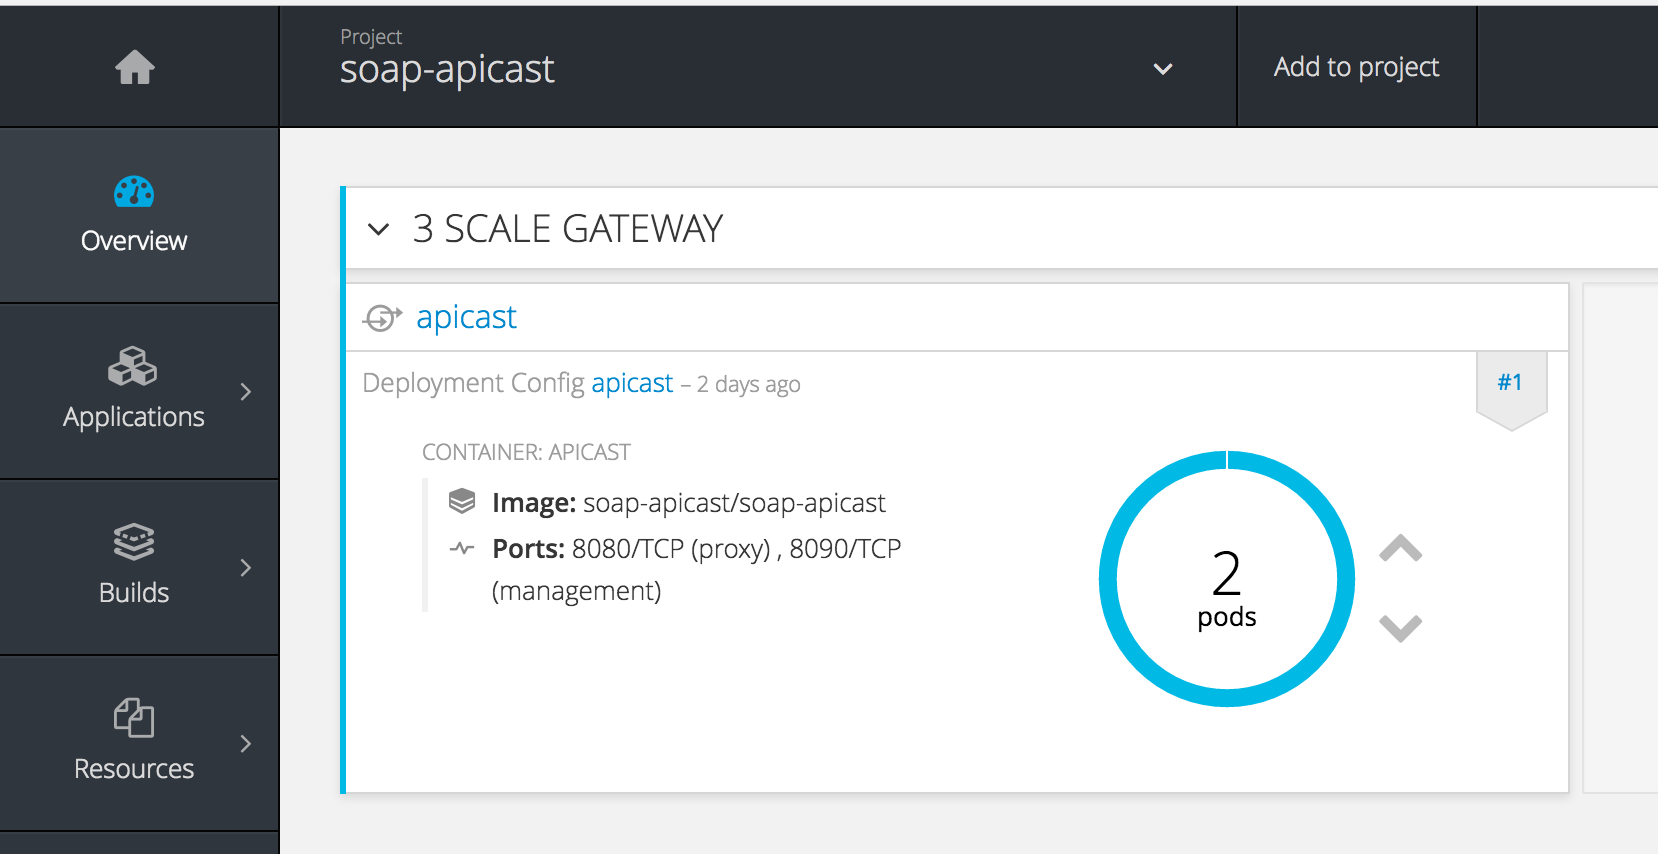 Project
soap-apicast
Add to project
Overview
Applications
Builds
Resources
3 SCALE GATEWAY
apicast
Deployment Config apicast – 2 days ago
#1
CONTAINER: APICAST
Image: soap-apicast/soap-apicast
Ports: 8080/TCP (proxy) , 8090/TCP
(management)
2
pods